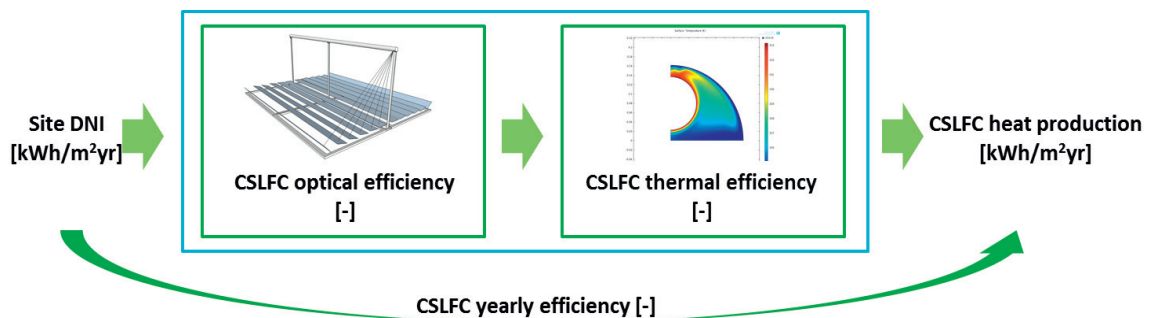 Site DNI
[kWh/m²yr]
CSLFC optical efficiency
[-]
CSLFC thermal efficiency
[-]
CSLFC heat production
[kWh/m²yr]
CSLFC yearly efficiency [-]